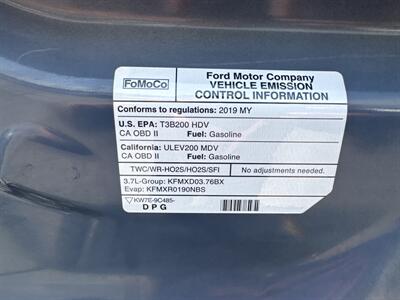 FoMoCo
Ford Motor Company
VEHICLE EMISSION
CONTROL INFORMATION
Conforms to regulations: 2019 MY
U.S. EPA: T3B200 HDV
CA OBD II Fuel: Gasoline
California: ULEV200 MDV
CA OBD II Fuel: Gasoline
TWC/WR-HO2S/HO2S/SFI
No adjustments needed.
3.7L-Group: KFMXD03.76BX
Evap: KFMXR0190NBS
KW7E-9C485-
DPG